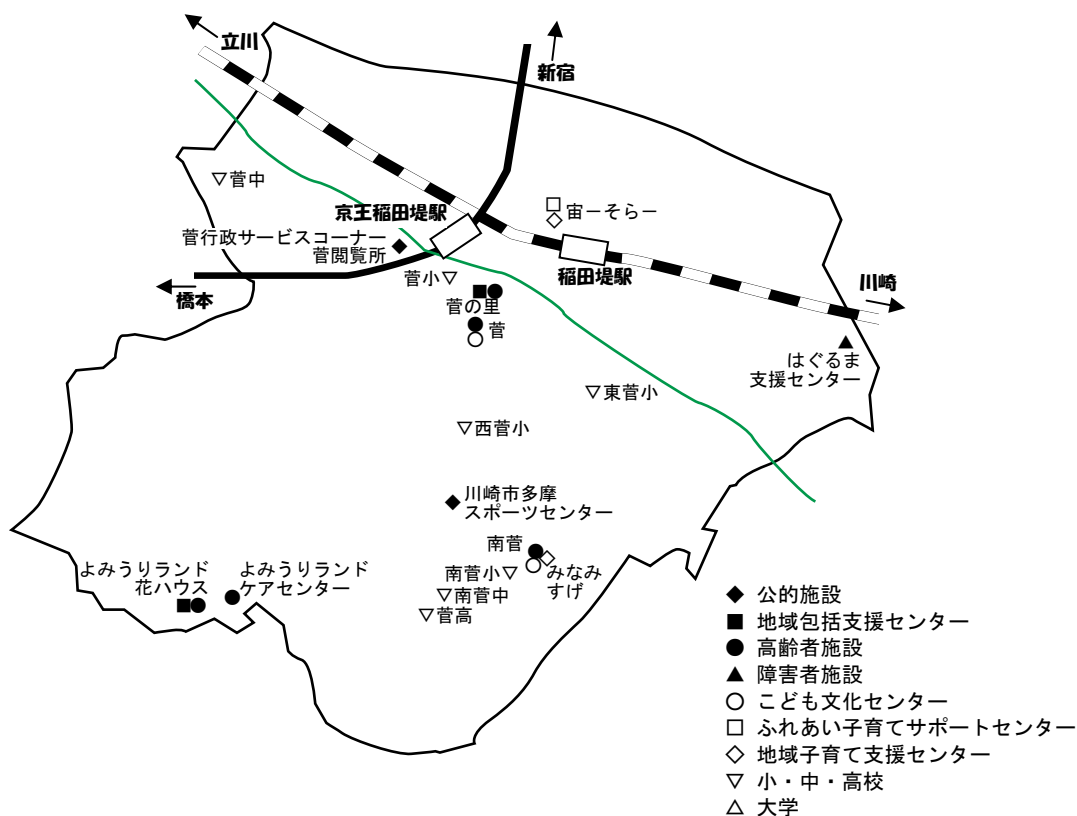 立川
新宿
▽菅中
京王稲田堤駅
宙ーそらー
菅行政サービスコーナー
菅閲覧所
菅小▽
稲田堤駅
川崎
橋本
菅の里
菅
はぐるま
支援センター
▽東菅小
▽西菅小
川崎市多摩
スポーツセンター
南菅
南菅小▽
みなみ
すげ
▽南菅中
▽菅高
よみうりランド
花ハウス
よみうりランド
ケアセンター
◆ 公的施設
■ 地域包括支援センター
● 高齢者施設
▲ 障害者施設
○ こども文化センター
□ ふれあい子育てサポートセンター
◇ 地域子育て支援センター
▽ 小・中・高校
△ 大学